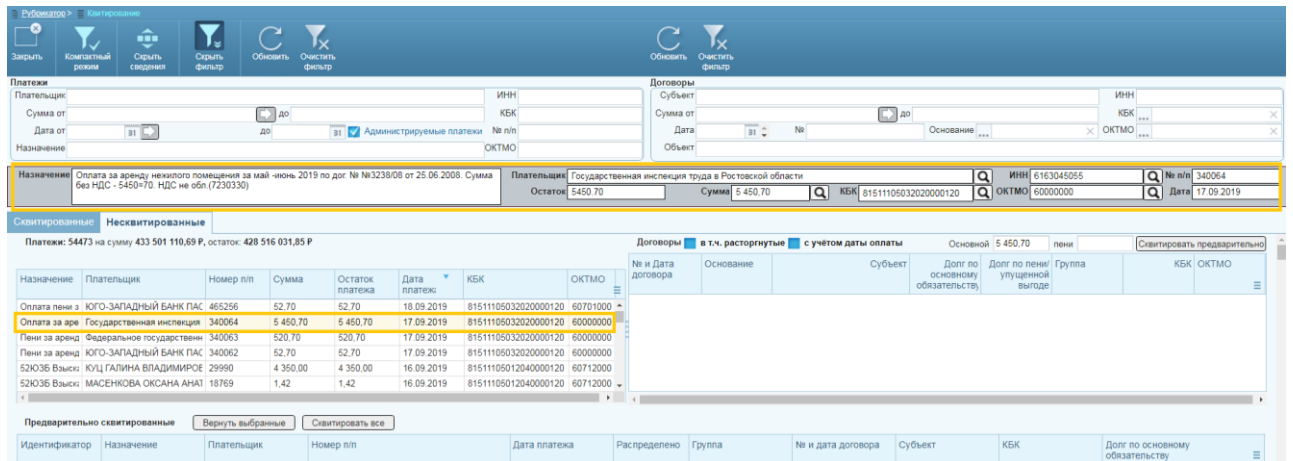 Рубрикатор > Квитирование
Закрыть Компактный режим Скрыть сведения Скрыть фильтр Обновить Очистить фильтр Обновить Очистить фильтр
Платежи Договоры
Плательщик ИНН Субъект ИНН
Сумма от до КБК Сумма от до КБК ...
Дата от 31 до 31 Администрируемые платежи № п/п Дата 31 № Основание ... ОКТМО ...
Назначение ОКТМО Объект
Назначение Оплата за аренду нежилого помещения за май -июнь 2019 по дог. № №3238/08 от 25.06.2008. Сумма
без НДС - 5450=70. НДС не обл.(7230330)
Плательщик Государственная инспекция труда в Ростовской области ИНН 6163045055 № п/п 340064
Остаток 5450.70 Сумма 5 450,70 КБК 81511105032020000120 ОКТМО 60000000 Дата 17.09.2019
Сквитированные Несквитированные
Платежи: 54473 на сумму 433 501 110,69 ₽, остаток: 428 516 031,85 ₽
Договоры в т.ч. расторгнутые с учётом даты оплаты Основной 5 450,70 пени Сквитировать предварительно
Назначение Плательщик Номер п/п Сумма Остаток платежа Дата платежа КБК ОКТМО
№ и Дата договора Основание Субъект Долг по основному обязательству Долг по пени/ упущенной выгоде Группа КБК ОКТМО
Оплата пени з ЮГО-ЗАПАДНЫЙ БАНК ПАС 465256 52,70 52,70 18.09.2019 81511105032020000120 60701000
Оплата за аре Государственная инспекция 340064 5 450,70 5 450,70 17.09.2019 81511105032020000120 60000000
Пени за аренд Федеральное государственн 340063 520,70 520,70 17.09.2019 81511105032020000120 60000000
Пени за аренд ЮГО-ЗАПАДНЫЙ БАНК ПАС 340062 52,70 52,70 17.09.2019 81511105032020000120 60000000
52ЮЗБ Взыска КУЦ ГАЛИНА ВЛАДИМИРОВ 29990 4 350,00 4 350,00 16.09.2019 81511105012040000120 60712000
52ЮЗБ Взыска МАСЕНКОВА ОКСАНА АНАТ 18769 1,42 1,42 16.09.2019 81511105012040000120 60712000
Предварительно сквитированные Вернуть выбранные Сквитировать все
Идентификатор Назначение Плательщик Номер п/п Дата платежа Распределено Группа № и дата договора Субъект КБК Долг по основному
обязательству